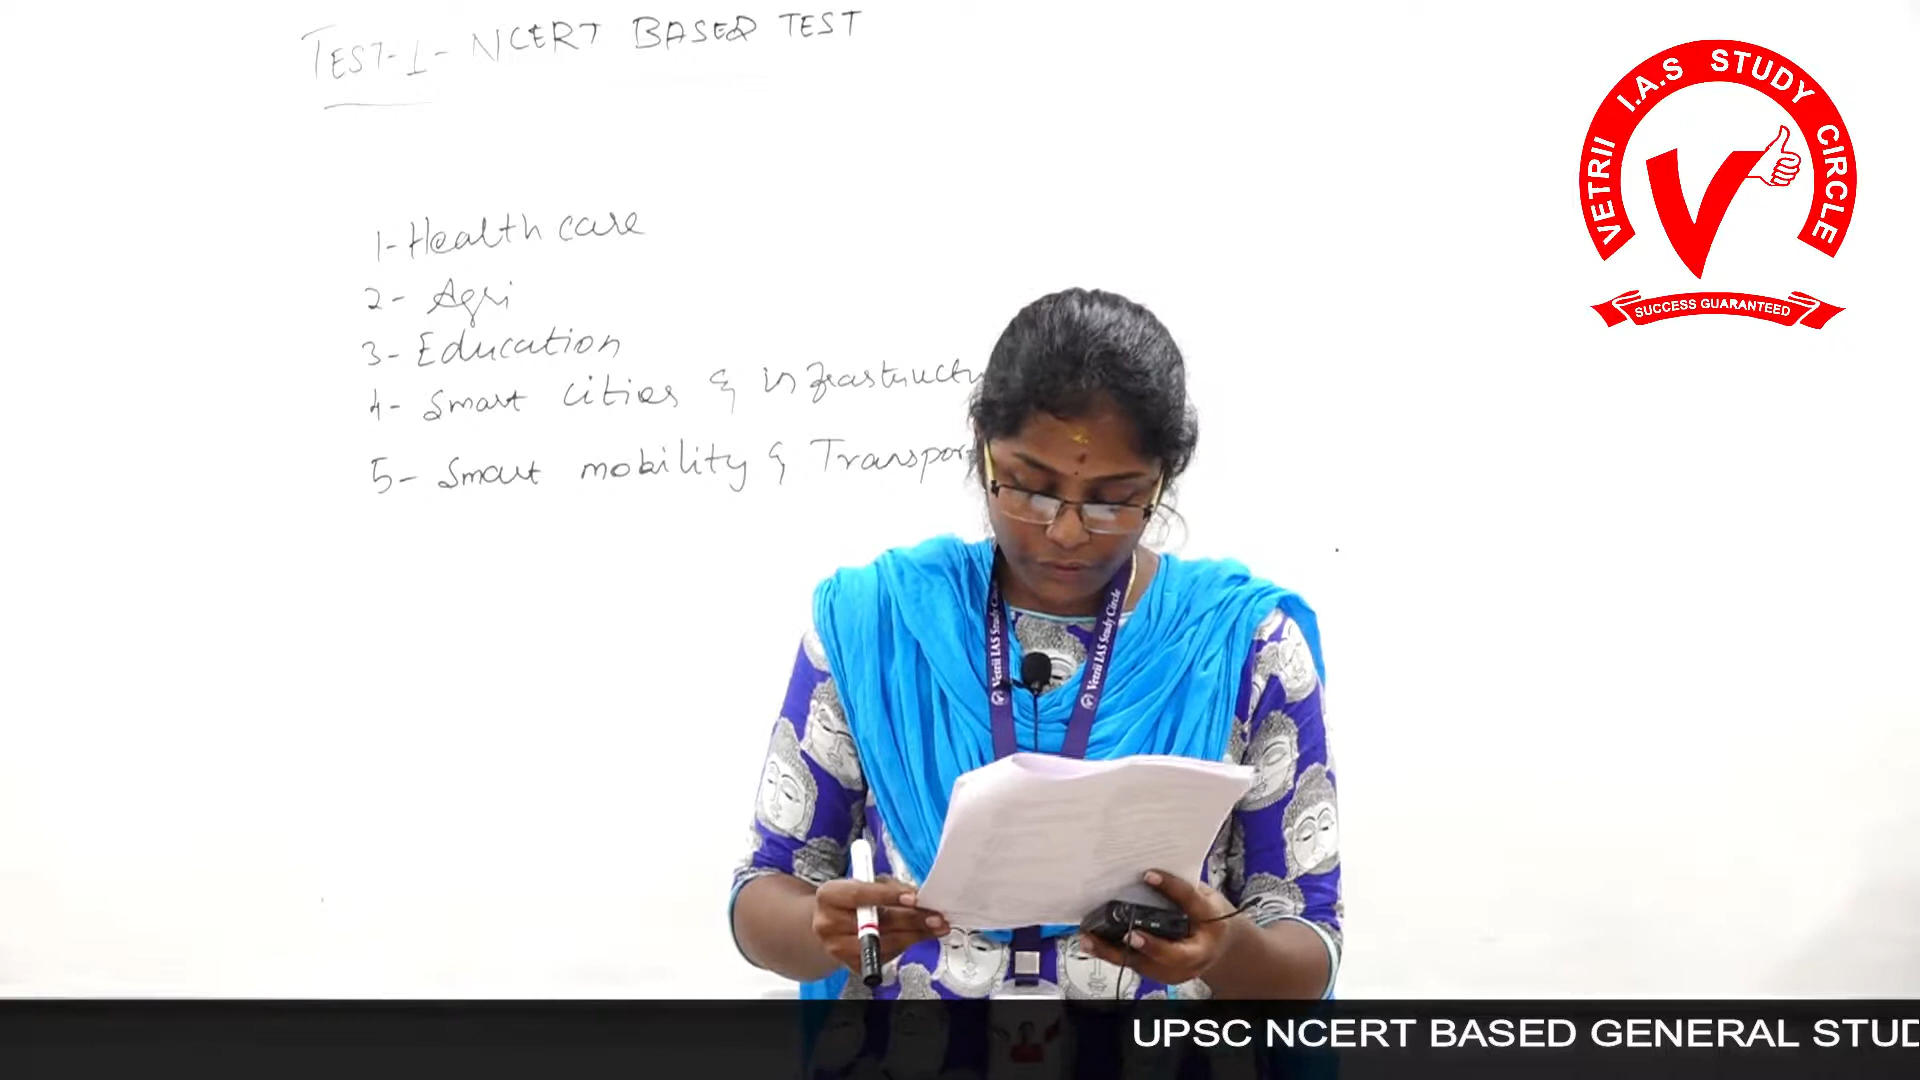 TEST-1- NCERT BASED TEST
1-Health care
2- Agri
3- Education
4- Smart cities & infrastructu
5- Smart mobility & Transpor
VETRII I.A.S STUDY CIRCLE
SUCCESS GUARANTEED
Vetrii IAS Study Circle
Vetrii IAS Study Circle
UPSC NCERT BASED GENERAL STUD